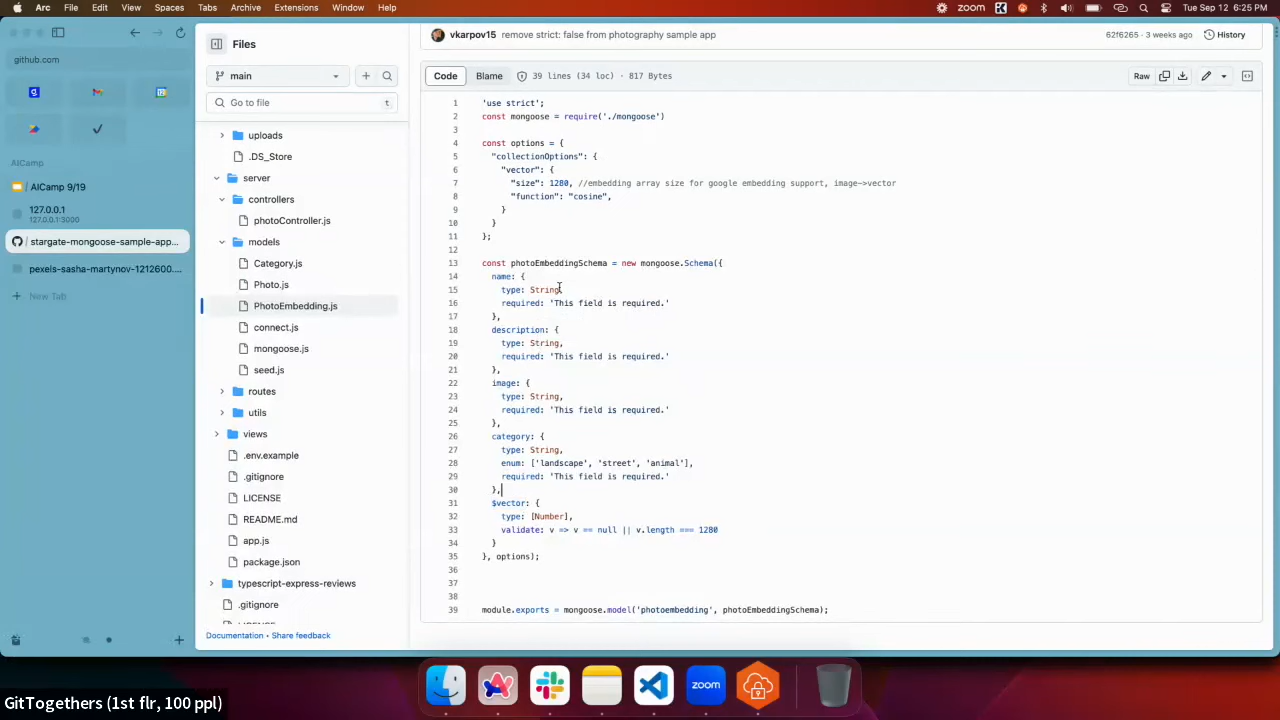 Arc File Edit View Spaces Tabs Archive Extensions Window Help zoom Tue Sep 12 6:25 PM
github.com
AICamp
/ AICamp 9/19
127.0.0.1
127.0.0.1:3000
/ stargate-mongoose-sample-app...
pexels-sasha-martynov-1212600....
New Tab
Files
main
Go to file t
uploads
.DS_Store
server
controllers
photoController.js
models
Category.js
Photo.js
PhotoEmbedding.js
connect.js
mongoose.js
seed.js
routes
utils
views
.env.example
.gitignore
LICENSE
README.md
app.js
package.json
typescript-express-reviews
.gitignore
Documentation • Share feedback
vkarpov15 remove strict: false from photography sample app 62f6265 · 3 weeks ago History
Code Blame 39 lines (34 loc) · 817 Bytes Raw
1 'use strict';
2 const mongoose = require('./mongoose')
3
4 const options = {
5 "collectionOptions": {
6 "vector": {
7 "size": 1280, //embedding array size for google embedding support, image->vector
8 "function": "cosine",
9 }
10 }
11 };
12
13 const photoEmbeddingSchema = new mongoose.Schema({
14 name: {
15 type: String,
16 required: 'This field is required.'
17 },
18 description: {
19 type: String,
20 required: 'This field is required.'
21 },
22 image: {
23 type: String,
24 required: 'This field is required.'
25 },
26 category: {
27 type: String,
28 enum: ['landscape', 'street', 'animal'],
29 required: 'This field is required.'
30 },
31 $vector: {
32 type: [Number],
33 validate: v => v == null || v.length === 1280
34 }
35 }, options);
36
37
38
39 module.exports = mongoose.model('photoembedding', photoEmbeddingSchema);
zoom
GitTogethers (1st flr, 100 ppl)